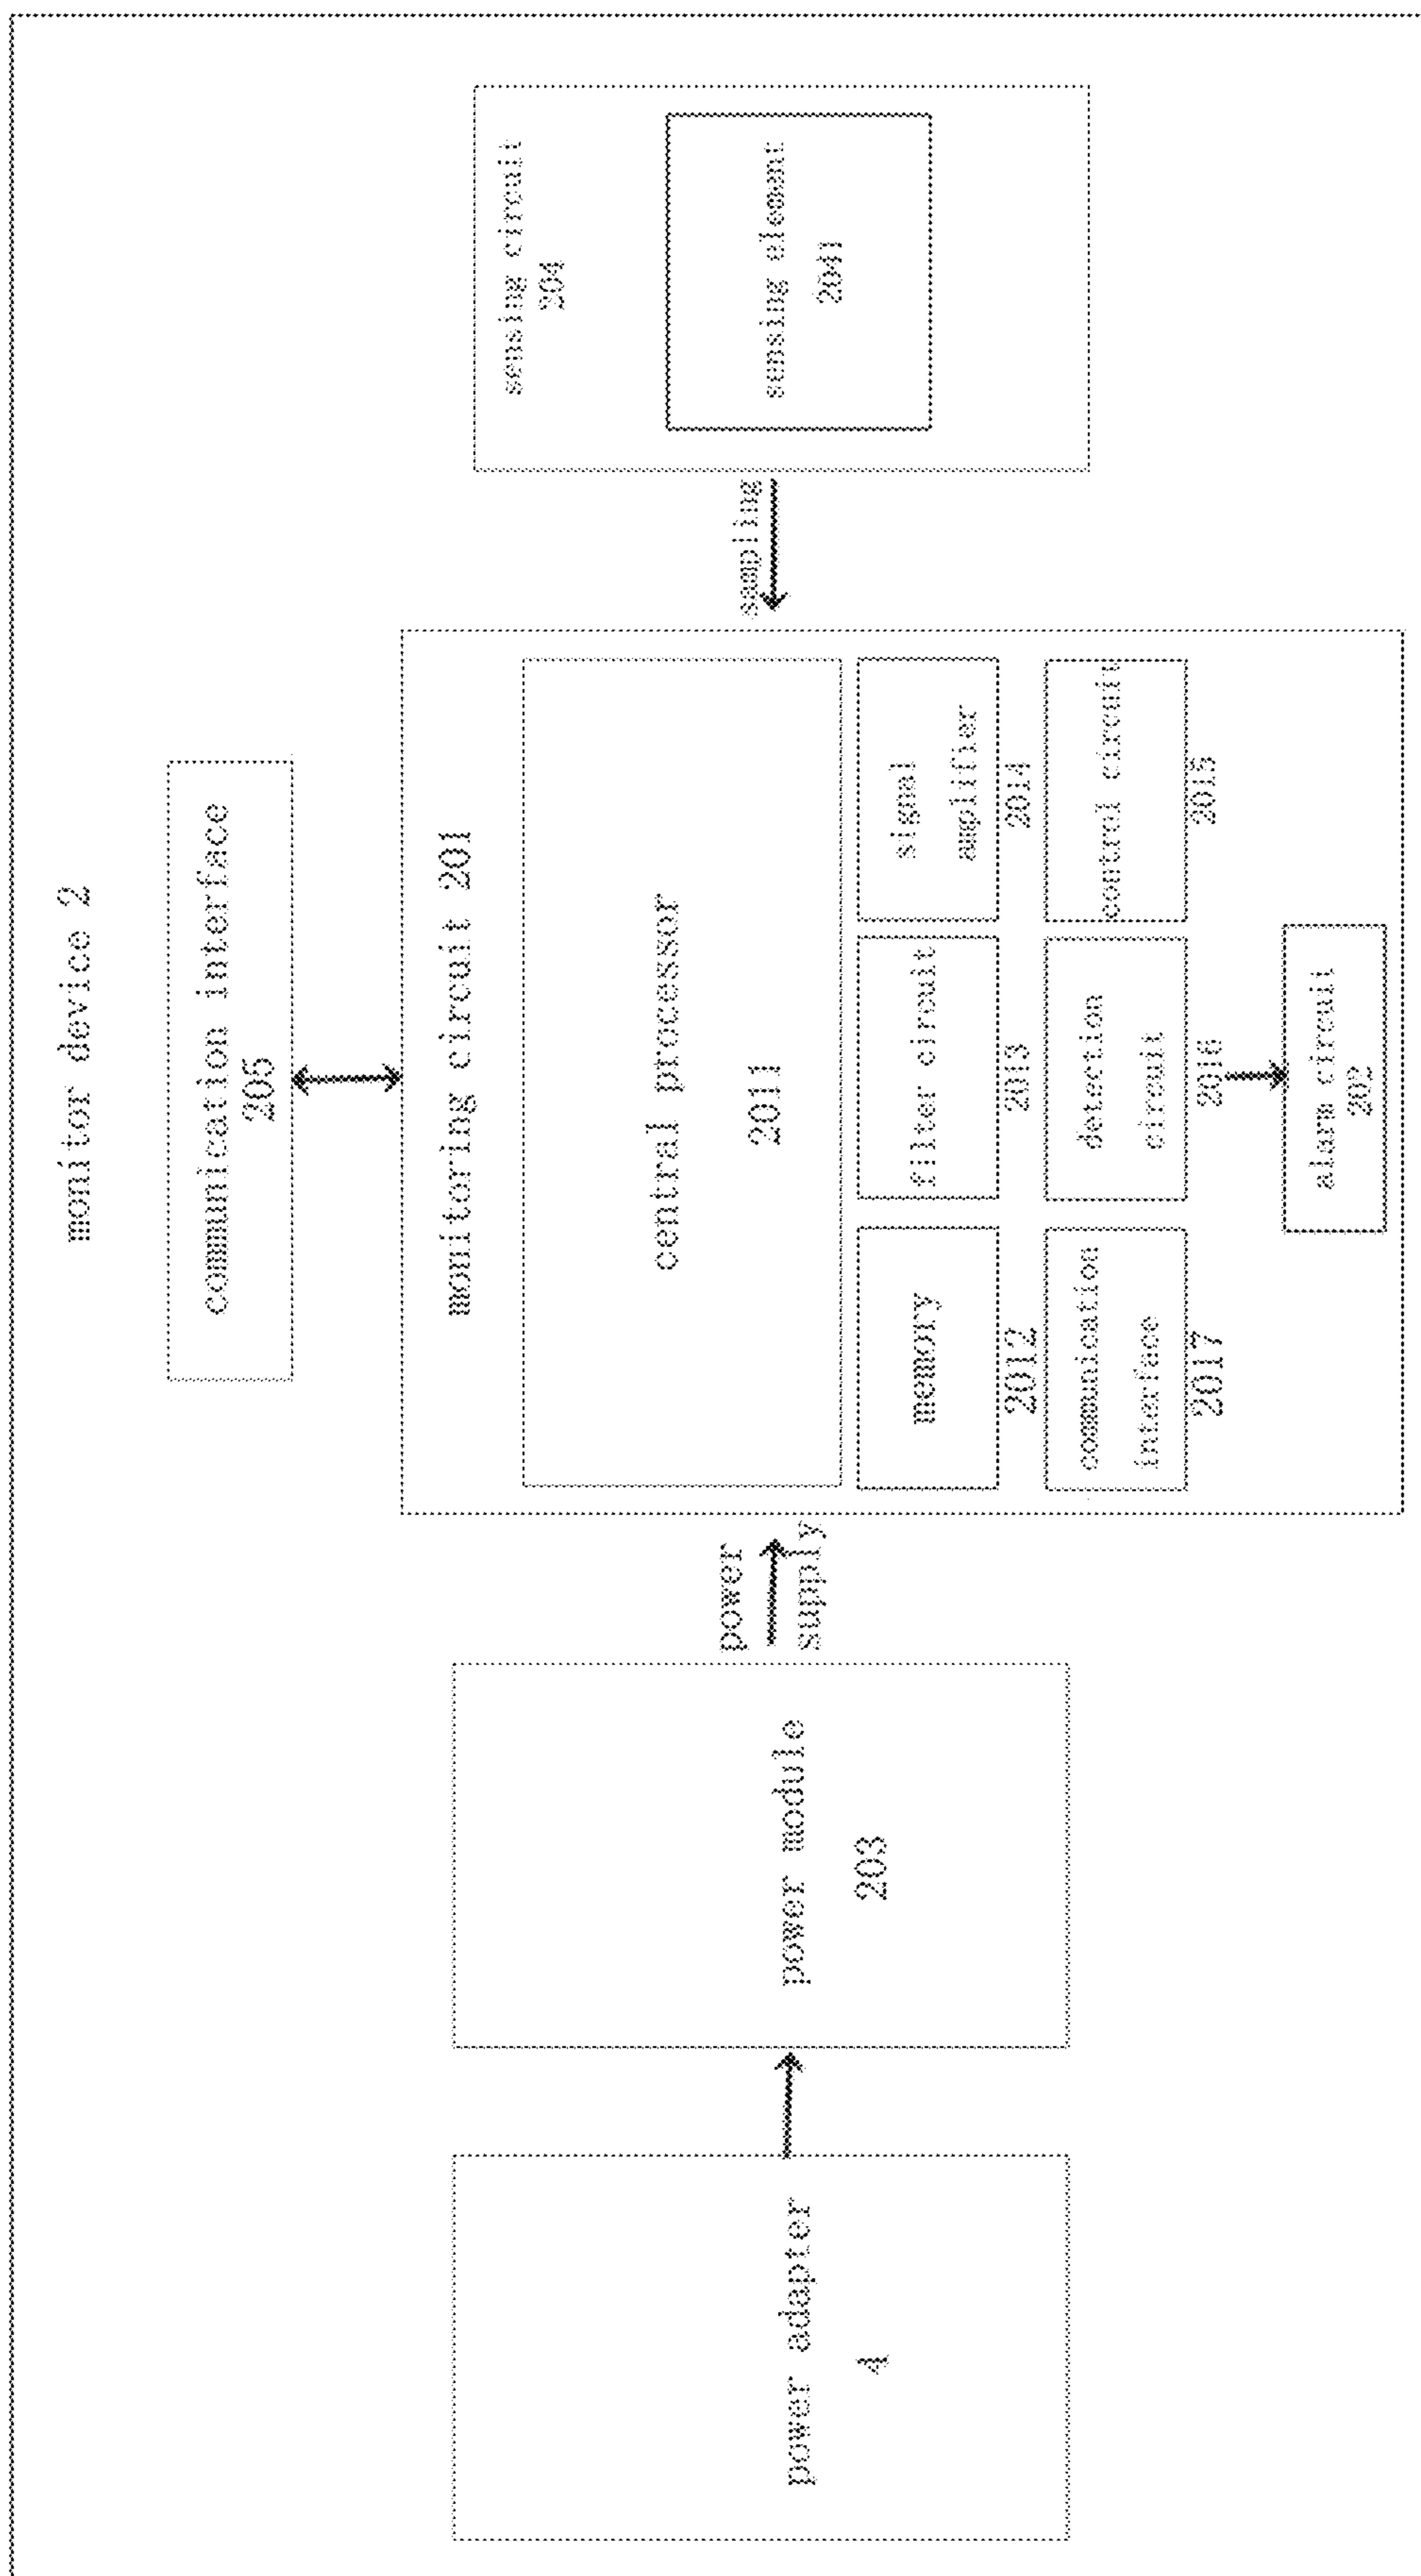 monitor device 2
communication interface
205
monitoring circuit 201
central processor
2011
memory
2012
filter circuit
2013
signal
amplifier
2014
communication
interface
2017
detection
circuit
2016
control circuit
2015
alarm circuit
202
power adapter
4
power module
203
power
supply
sampling
sensing circuit
204
sensing element
2041